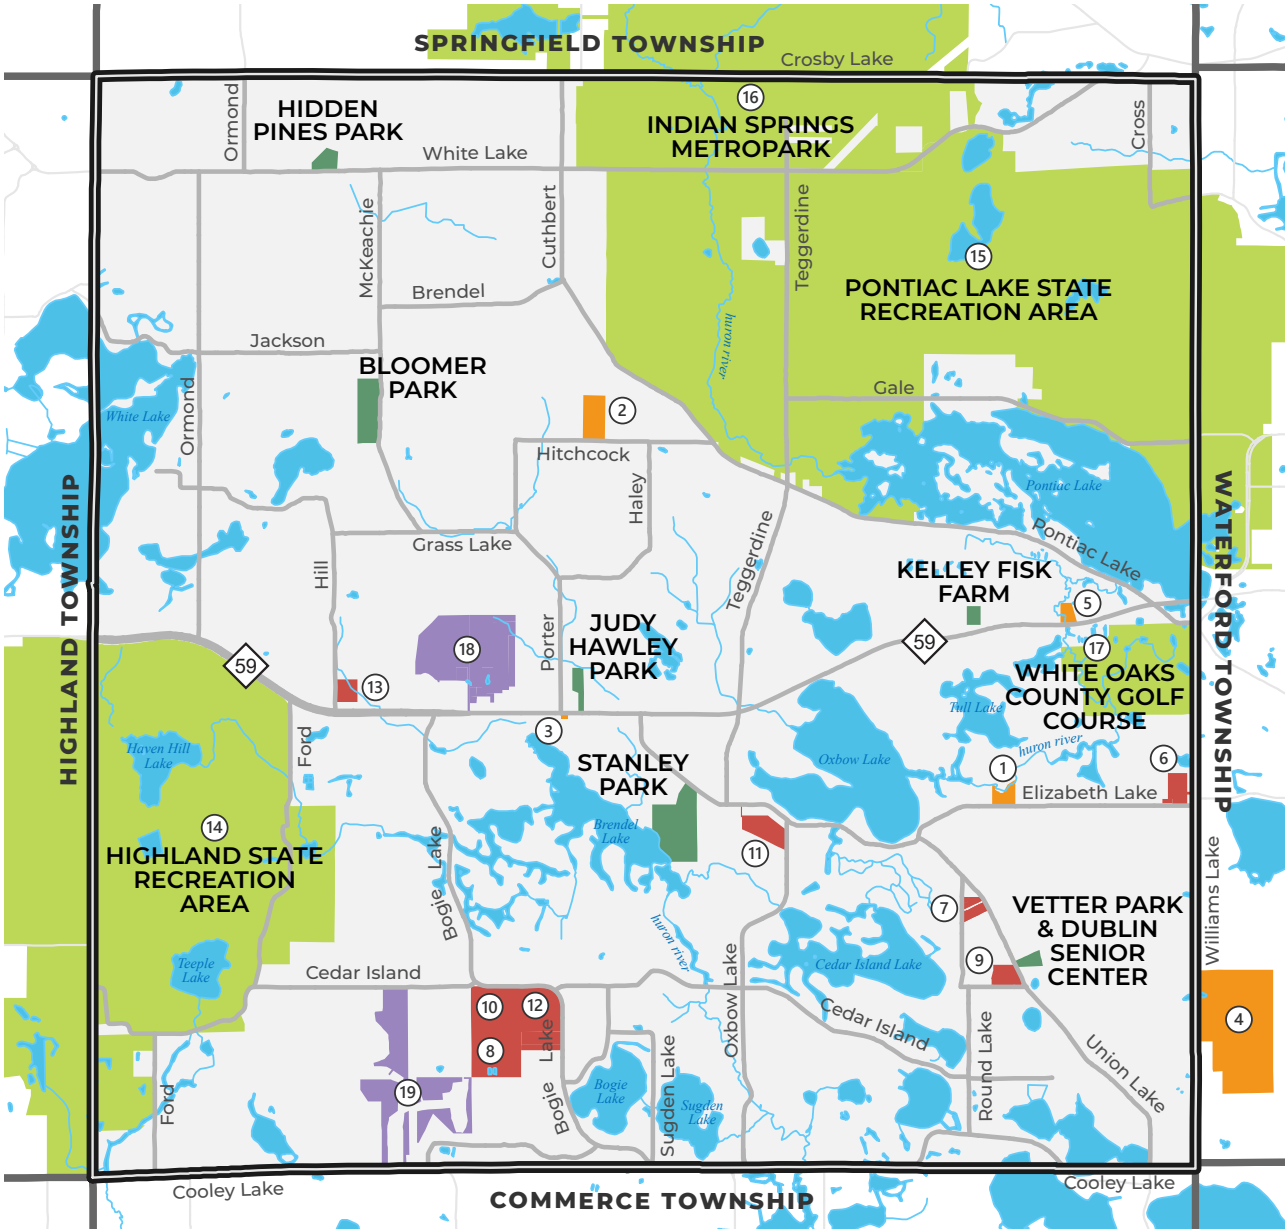 SPRINGFIELD TOWNSHIP
Crosby Lake
16
INDIAN SPRINGS
METROPARK
HIDDEN
PINES PARK
Ormond
White Lake
Cross
McKeachie
Cuthbert
Teggerdine
Brendel
15
PONTIAC LAKE STATE
RECREATION AREA
huron river
Jackson
BLOOMER
PARK
Gale
White Lake
Ormond
2
Hitchcock
Haley
Pontiac Lake
Pontiac Lake
HIGHLAND TOWNSHIP
WATERFORD TOWNSHIP
Grass Lake
Hill
Teggerdine
KELLEY FISK
FARM
5
59
18
Porter
JUDY
HAWLEY
PARK
59
17
WHITE OAKS
COUNTY GOLF
COURSE
13
Tull Lake
huron river
3
Ford
Haven Hill
Lake
STANLEY
PARK
Oxbow Lake
1
6
Elizabeth Lake
14
HIGHLAND STATE
RECREATION
AREA
Brendel
Lake
11
Bogie Lake
Williams Lake
7
VETTER PARK
& DUBLIN
SENIOR
CENTER
huron river
Teeple
Lake
Cedar Island
Oxbow Lake
Cedar Island Lake
9
10
12
8
Cedar Island
4
Bogie Lake
Sugden Lake
Round Lake
Union Lake
Ford
19
Bogie
Lake
Sugden
Lake
Cooley Lake
COMMERCE TOWNSHIP
Cooley Lake